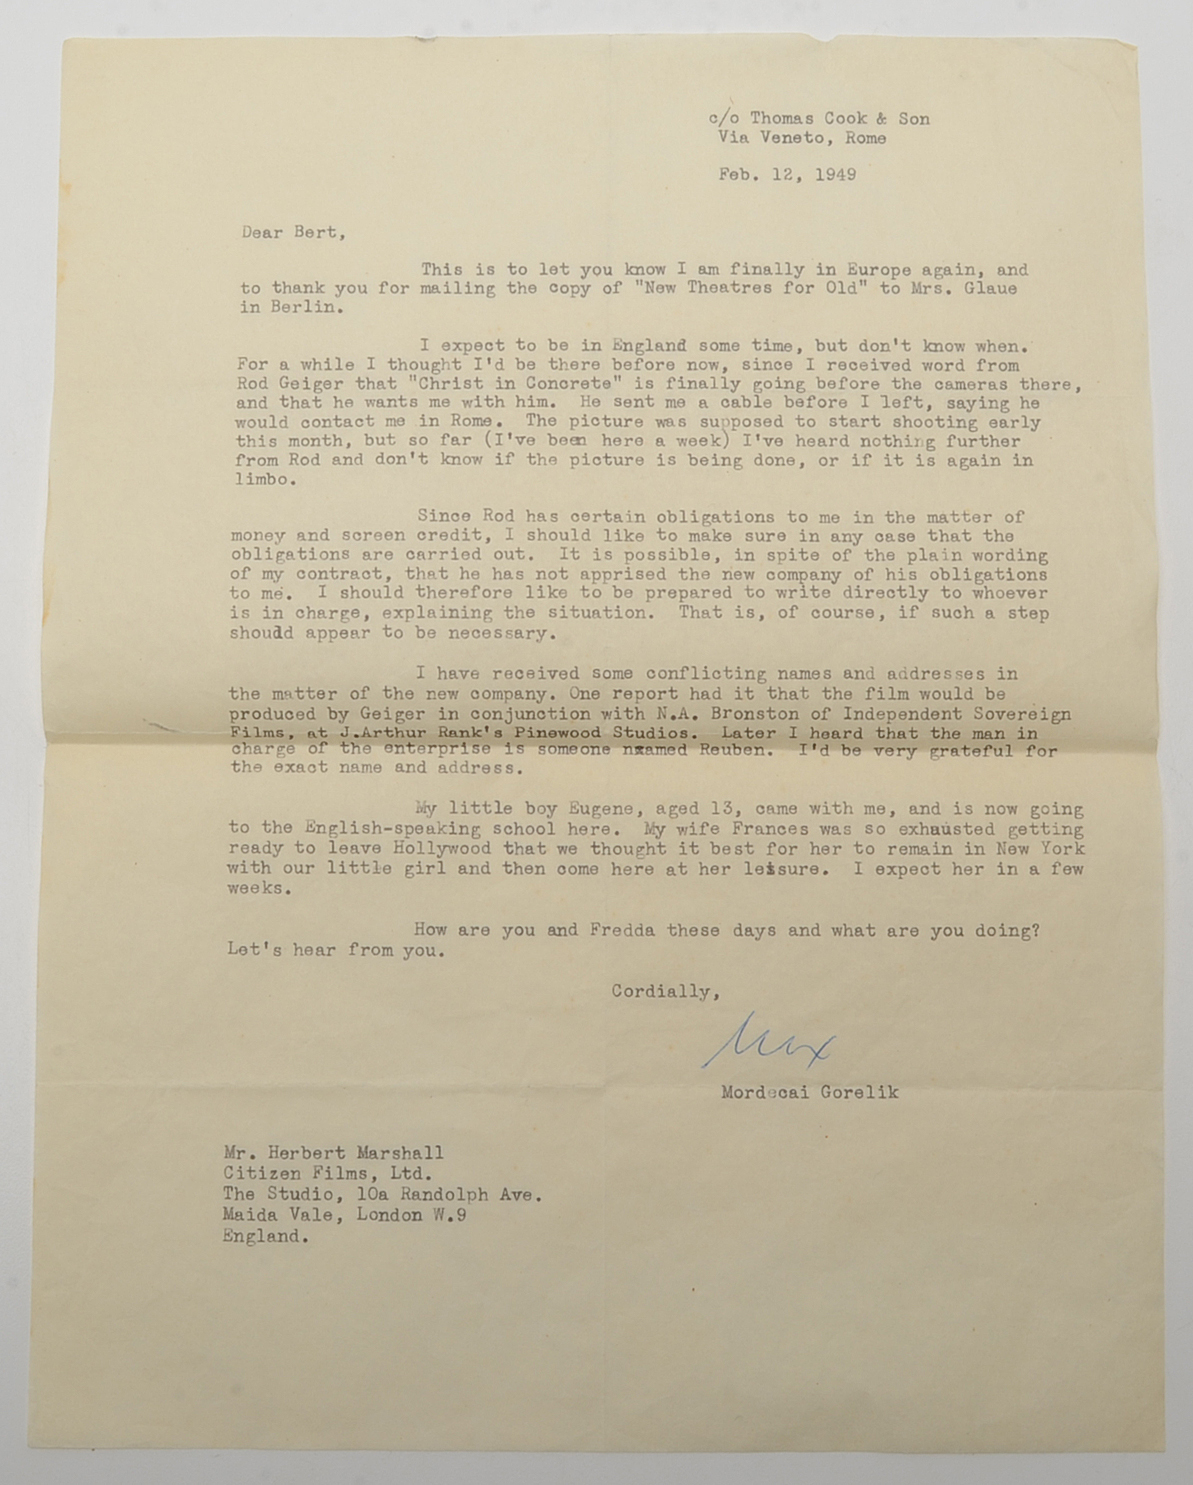 c/o Thomas Cook & Son
Via Veneto, Rome
Feb. 12, 1949
Dear Bert,
This is to let you know I am finally in Europe again, and
to thank you for mailing the copy of "New Theatres for Old" to Mrs. Glaue
in Berlin.
I expect to be in England some time, but don't know when.
For a while I thought I'd be there before now, since I received word from
Rod Geiger that "Christ in Concrete" is finally going before the cameras there,
and that he wants me with him. He sent me a cable before I left, saying he
would contact me in Rome. The picture was supposed to start shooting early
this month, but so far (I've been here a week) I've heard nothing further
from Rod and don't know if the picture is being done, or if it is again in
limbo.
Since Rod has certain obligations to me in the matter of
money and screen credit, I should like to make sure in any case that the
obligations are carried out. It is possible, in spite of the plain wording
of my contract, that he has not apprised the new company of his obligations
to me. I should therefore like to be prepared to write directly to whoever
is in charge, explaining the situation. That is, of course, if such a step
should appear to be necessary.
I have received some conflicting names and addresses in
the matter of the new company. One report had it that the film would be
produced by Geiger in conjunction with N.A. Bronston of Independent Sovereign
Films, at J.Arthur Rank's Pinewood Studios. Later I heard that the man in
charge of the enterprise is someone nxamed Reuben. I'd be very grateful for
the exact name and address.
My little boy Eugene, aged 13, came with me, and is now going
to the English-speaking school here. My wife Frances was so exhausted getting
ready to leave Hollywood that we thought it best for her to remain in New York
with our little girl and then come here at her leisure. I expect her in a few
weeks.
How are you and Fredda these days and what are you doing?
Let's hear from you.
Cordially,
Max
Mordecai Gorelik
Mr. Herbert Marshall
Citizen Films, Ltd.
The Studio, 10a Randolph Ave.
Maida Vale, London W.9
England.